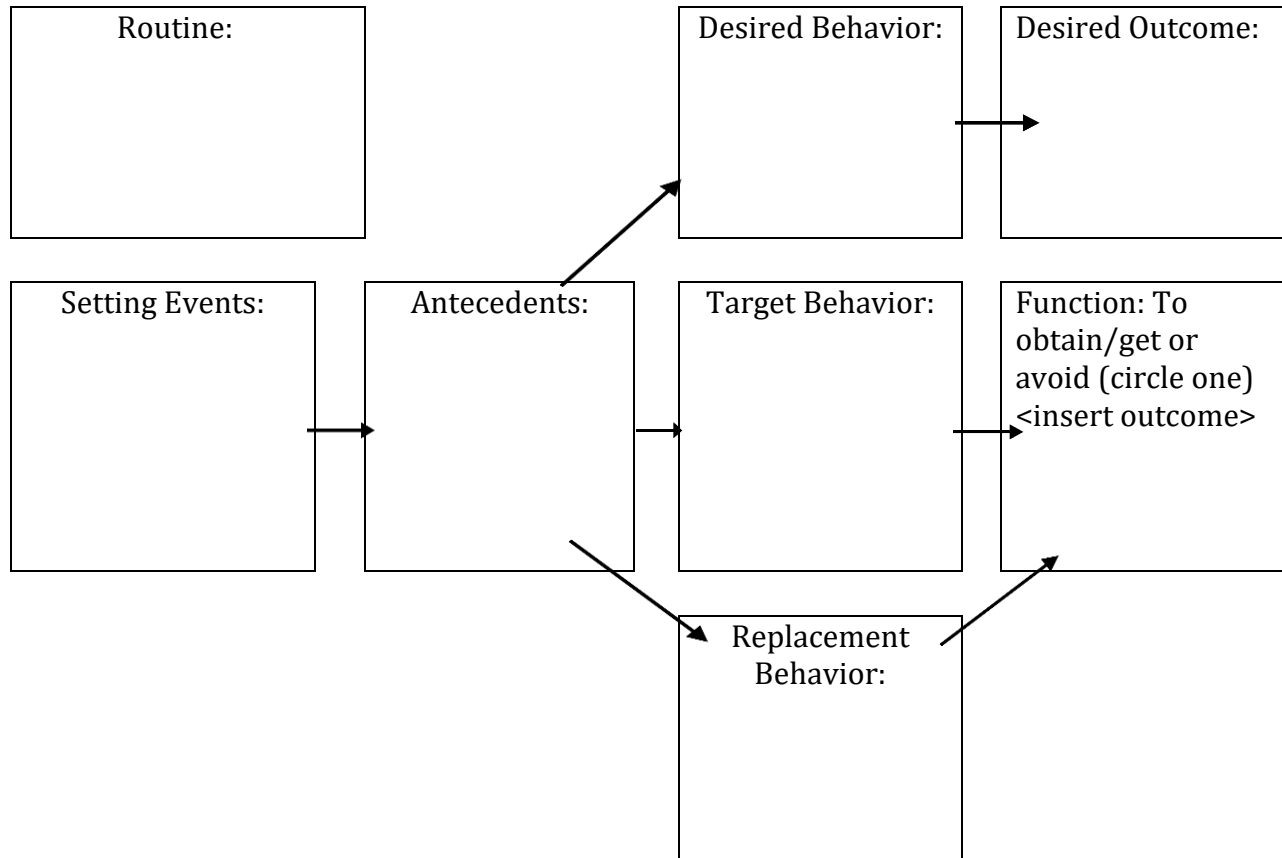 Routine:
Desired Behavior:
Desired Outcome:
Setting Events:
Antecedents:
Target Behavior:
Function: To
obtain/get or
avoid (circle one)
<insert outcome>
Replacement
Behavior: